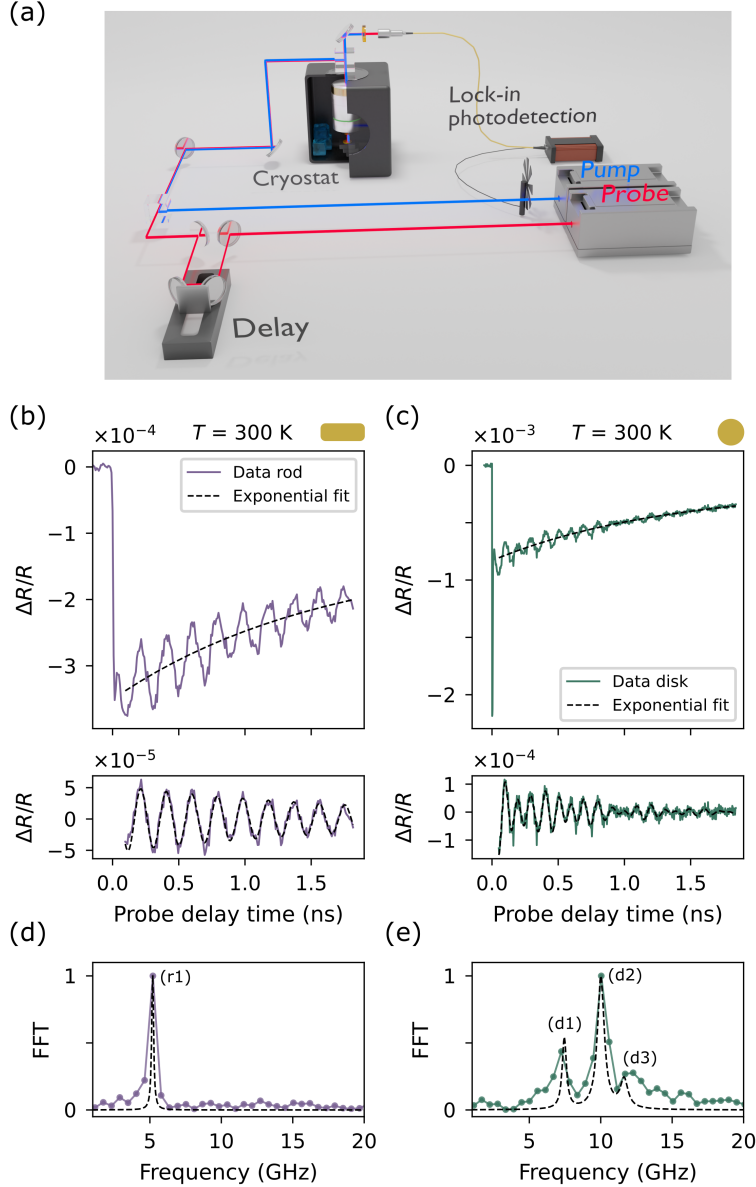 (a)
Lock-in
photodetection
Cryostat
Pump
Probe
Delay
(b)
×10⁻⁴
T = 300 K
0
−1
−2
−3
ΔR/R
Data rod
Exponential fit
×10⁻⁵
5
0
−5
ΔR/R
0.0 0.5 1.0 1.5
Probe delay time (ns)
(c)
×10⁻³
T = 300 K
0
−1
−2
ΔR/R
Data disk
Exponential fit
×10⁻⁴
1
0
−1
ΔR/R
0.0 0.5 1.0 1.5
Probe delay time (ns)
(d)
1
0
FFT
(r1)
5 10 15 20
Frequency (GHz)
(e)
1
0
FFT
(d1)
(d2)
(d3)
5 10 15 20
Frequency (GHz)